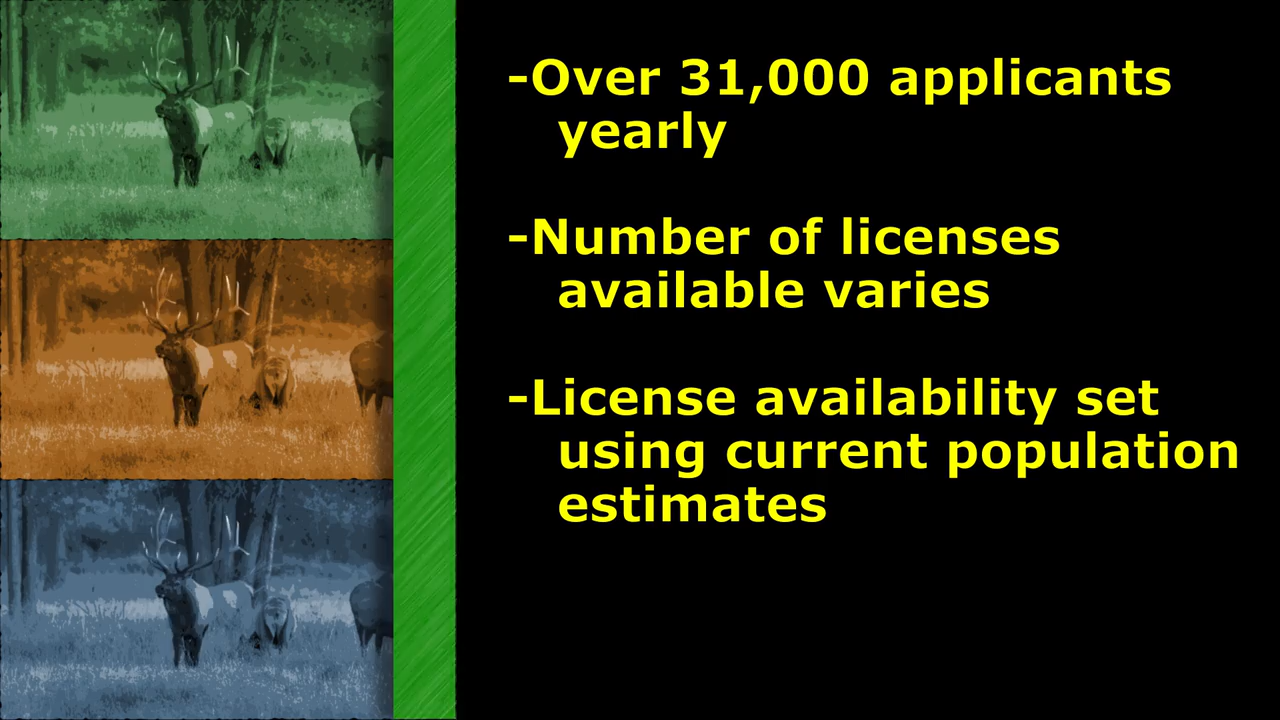 -Over 31,000 applicants
yearly
-Number of licenses
available varies
-License availability set
using current population
estimates